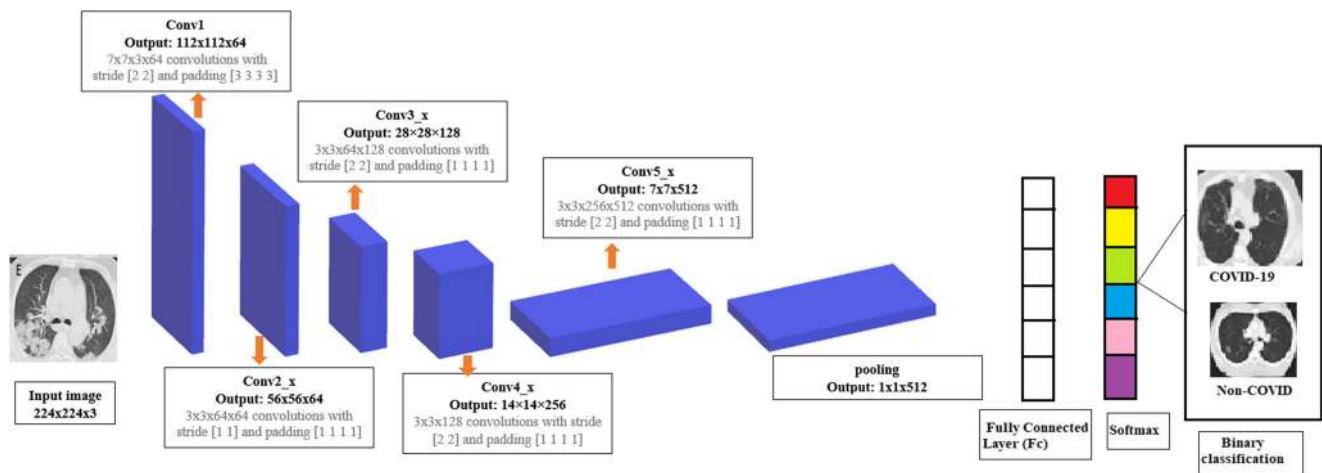 Conv1
Output: 112x112x64
7x7x3x64 convolutions with
stride [2 2] and padding [3 3 3 3]
Conv3_x
Output: 28×28×128
3x3x64x128 convolutions with
stride [2 2] and padding [1 1 1 1]
Conv5_x
Output: 7x7x512
3x3x256x512 convolutions with
stride [2 2] and padding [1 1 1 1]
E
Input image
224x224x3
Conv2_x
Output: 56x56x64
3x3x64x64 convolutions with
stride [1 1] and padding [1 1 1 1]
Conv4_x
Output: 14×14×256
3x3x128 convolutions with stride
[2 2] and padding [1 1 1 1]
pooling
Output: 1x1x512
Fully Connected
Layer (Fc)
Softmax
COVID-19
Non-COVID
Binary
classification